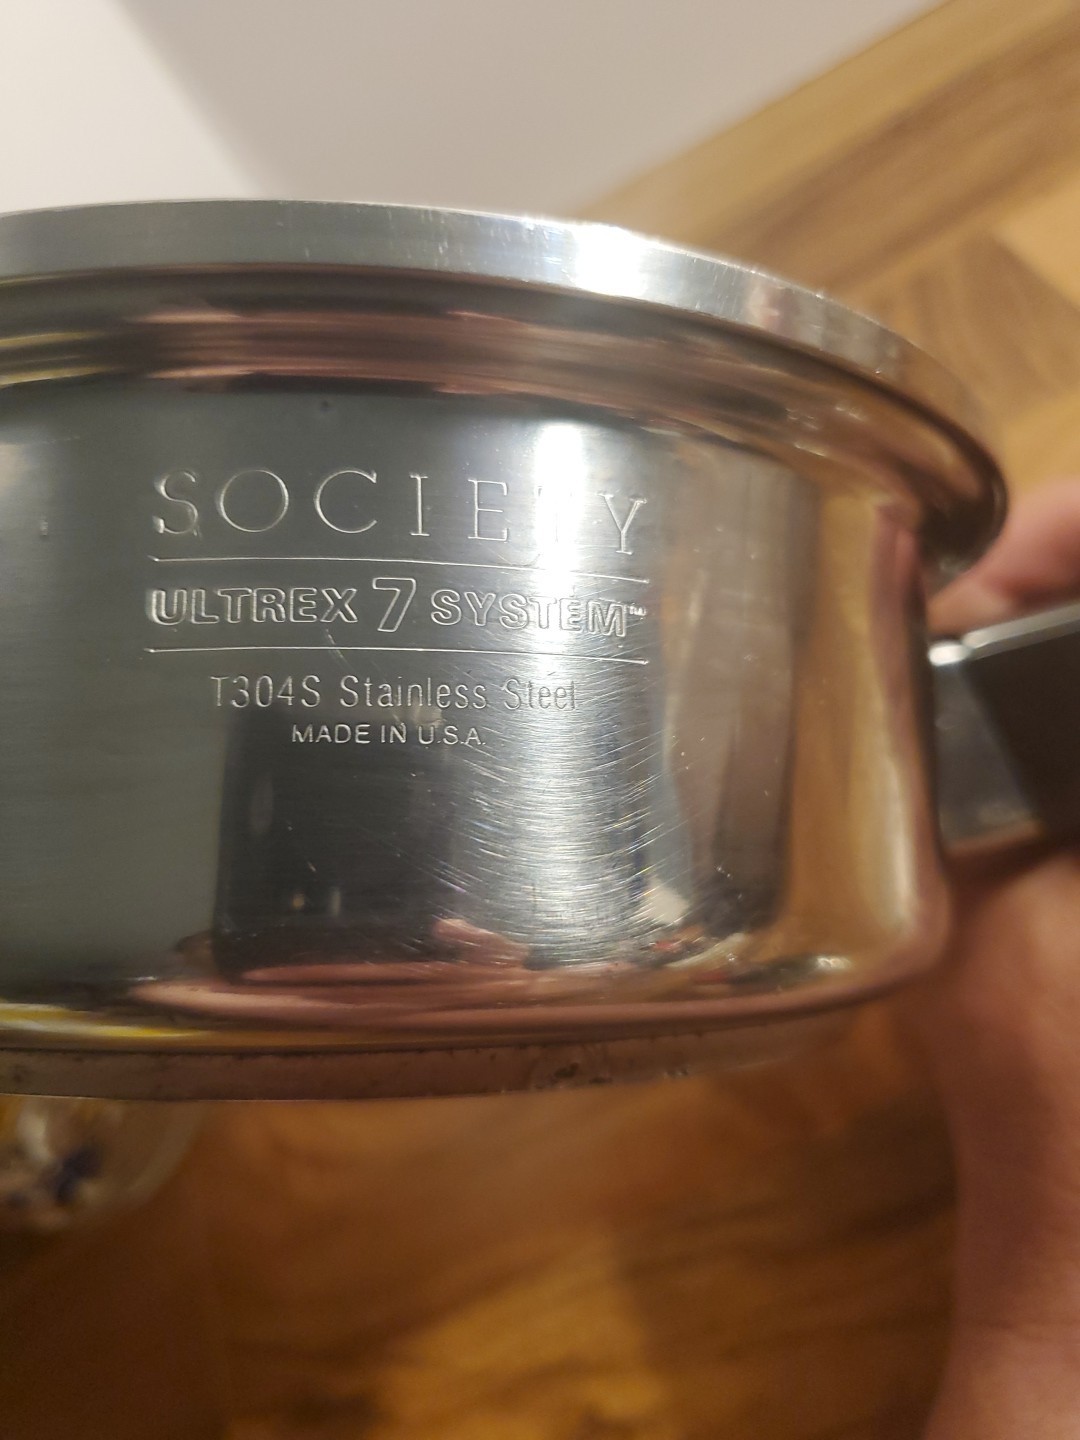 SOCIETY
ULTREX 7 SYSTEM™
T304S Stainless Steel
MADE IN U.S.A.